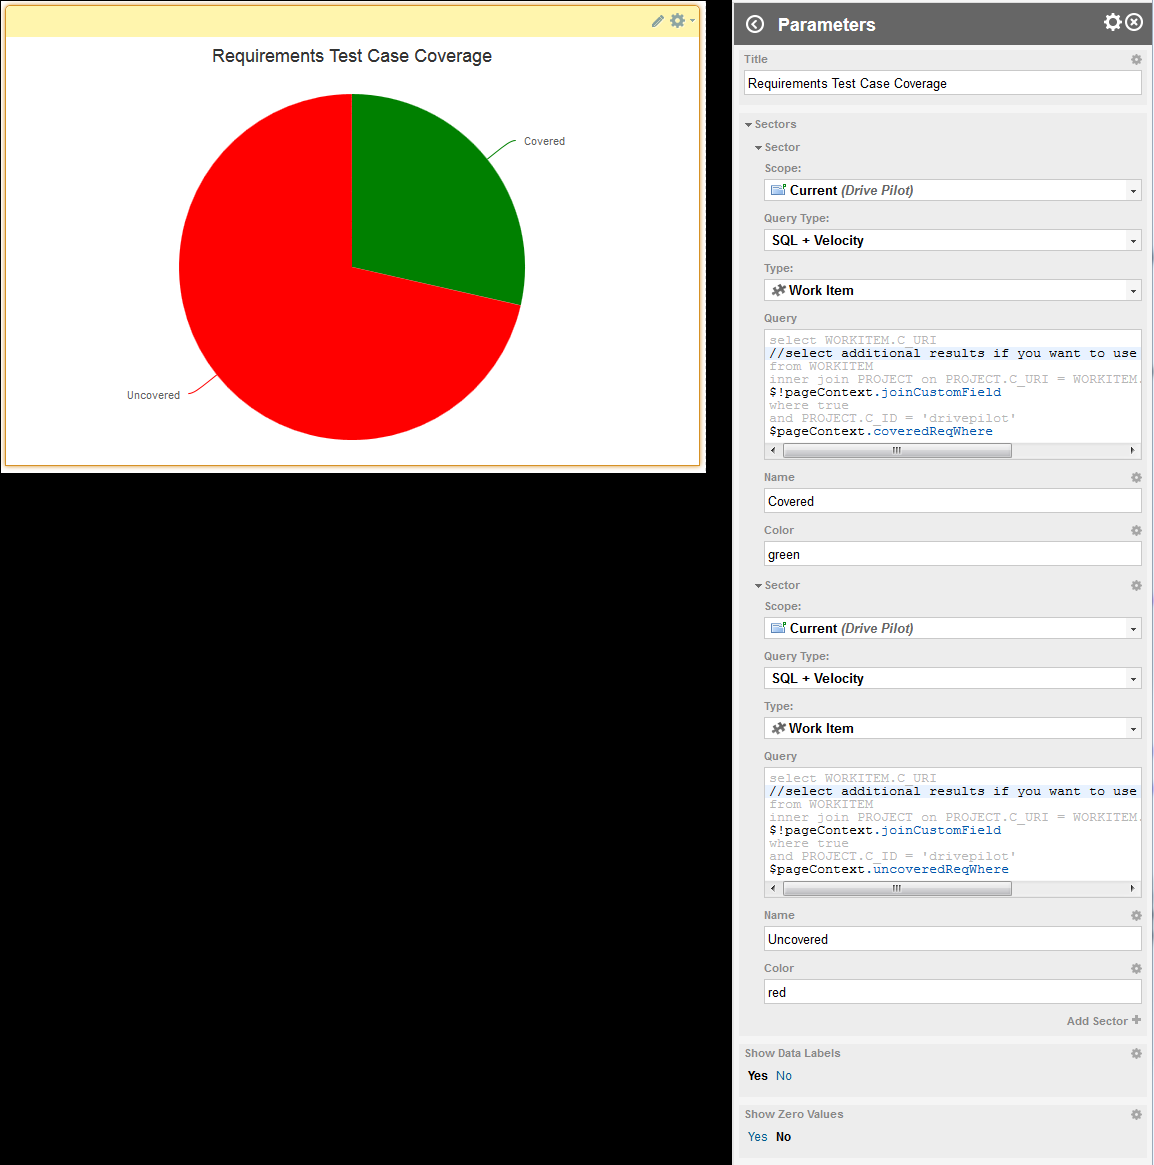 Requirements Test Case Coverage
Covered
Uncovered
Parameters
Title
Requirements Test Case Coverage
Sectors
Sector
Scope:
Current (Drive Pilot)
Query Type:
SQL + Velocity
Type:
Work Item
Query
select WORKITEM.C_URI
//select additional results if you want to use
from WORKITEM
inner join PROJECT on PROJECT.C_URI = WORKITEM.
$!pageContext.joinCustomField
where true
and PROJECT.C_ID = 'drivepilot'
$pageContext.coveredReqWhere
Name
Covered
Color
green
Sector
Scope:
Current (Drive Pilot)
Query Type:
SQL + Velocity
Type:
Work Item
Query
select WORKITEM.C_URI
//select additional results if you want to use
from WORKITEM
inner join PROJECT on PROJECT.C_URI = WORKITEM.
$!pageContext.joinCustomField
where true
and PROJECT.C_ID = 'drivepilot'
$pageContext.uncoveredReqWhere
Name
Uncovered
Color
red
Add Sector
Show Data Labels
Yes No
Show Zero Values
Yes No